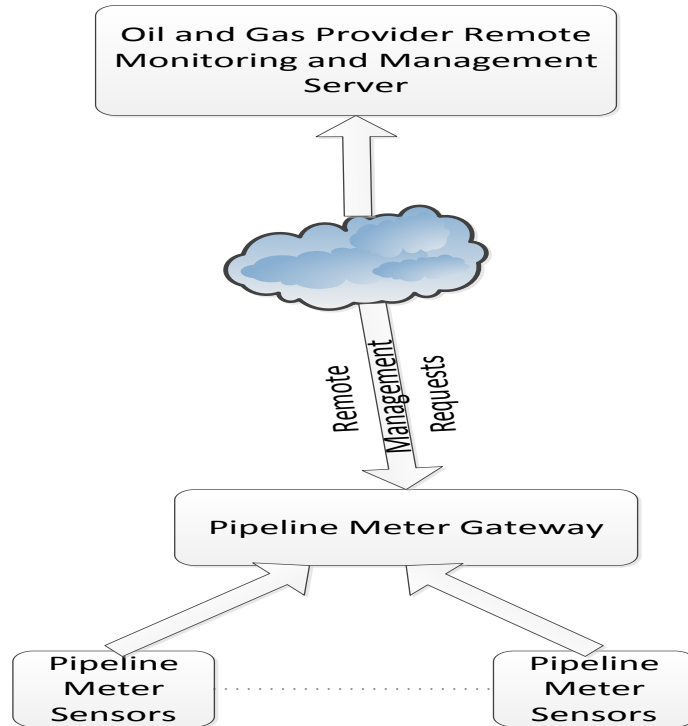 Oil and Gas Provider Remote
Monitoring and Management
Server
Remote
Management
Requests
Pipeline Meter Gateway
Pipeline
Meter
Sensors
Pipeline
Meter
Sensors